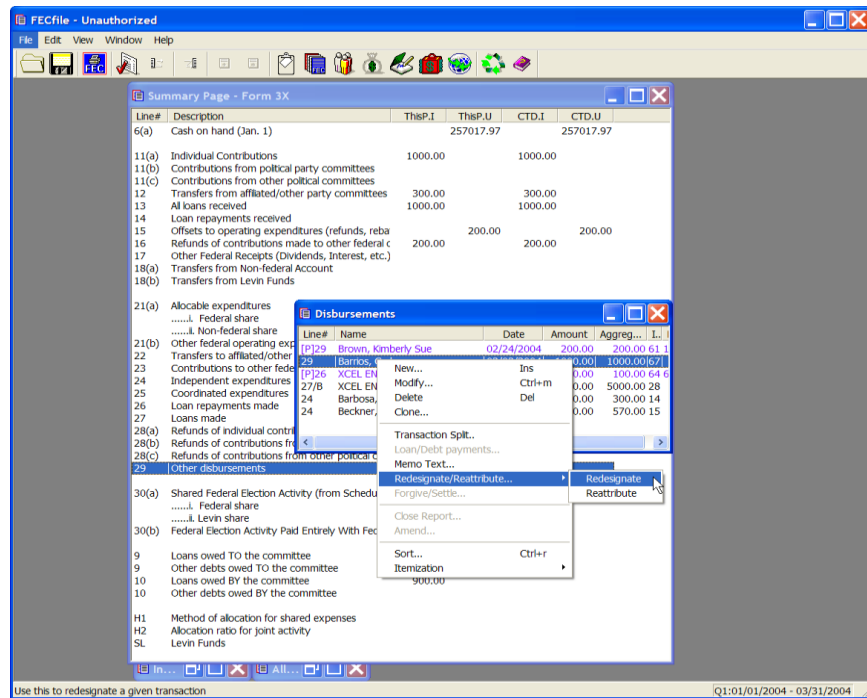 FECfile - Unauthorized
File Edit View Window Help
Summary Page - Form 3X
Line# Description ThisP.I ThisP.U CTD.I CTD.U
6(a) Cash on hand (Jan. 1) 257017.97 257017.97
11(a) Individual Contributions 1000.00 1000.00
11(b) Contributions from political party committees
11(c) Contributions from other political committees
12 Transfers from affiliated/other party committees 300.00 300.00
13 All loans received 1000.00 1000.00
14 Loan repayments received
15 Offsets to operating expenditures (refunds, reba 200.00 200.00
16 Refunds of contributions made to other federal c 200.00 200.00
17 Other Federal Receipts (Dividends, Interest, etc.)
18(a) Transfers from Non-federal Account
18(b) Transfers from Levin Funds
21(a) Allocable expenditures
......i. Federal share
......ii. Non-federal share
21(b) Other federal operating exp
22 Transfers to affiliated/other
23 Contributions to other fede
24 Independent expenditures
25 Coordinated expenditures
26 Loan repayments made
27 Loans made
28(a) Refunds of individual contri
28(b) Refunds of contributions fro
28(c) Refunds of contributions from other political c
29 Other disbursements
30(a) Shared Federal Election Activity (from Schedu
......i. Federal share
......ii. Levin share
30(b) Federal Election Activity Paid Entirely With Fec
9 Loans owed TO the committee
9 Other debts owed TO the committee
10 Loans owed BY the committee 900.00
10 Other debts owed BY the committee
H1 Method of allocation for shared expenses
H2 Allocation ratio for joint activity
SL Levin Funds
Disbursements
Line# Name Date Amount Aggreg... I..
[P]29 Brown, Kimberly Sue 02/24/2004 200.00 200.00 61 1
29 Barrios, 1000.00 67
[P]26 XCEL EN 0.00 100.00 64 6
27/B XCEL EN 0.00 5000.00 28
24 Barbosa, 0.00 300.00 14
24 Beckner, 0.00 570.00 15
New... Ins
Modify... Ctrl+m
Delete Del
Clone...
Transaction Split..
Loan/Debt payments...
Memo Text...
Redesignate/Reattribute...
Forgive/Settle...
Close Report...
Amend...
Sort... Ctrl+r
Itemization
Redesignate
Reattribute
In... All...
Use this to redesignate a given transaction Q1:01/01/2004 - 03/31/2004